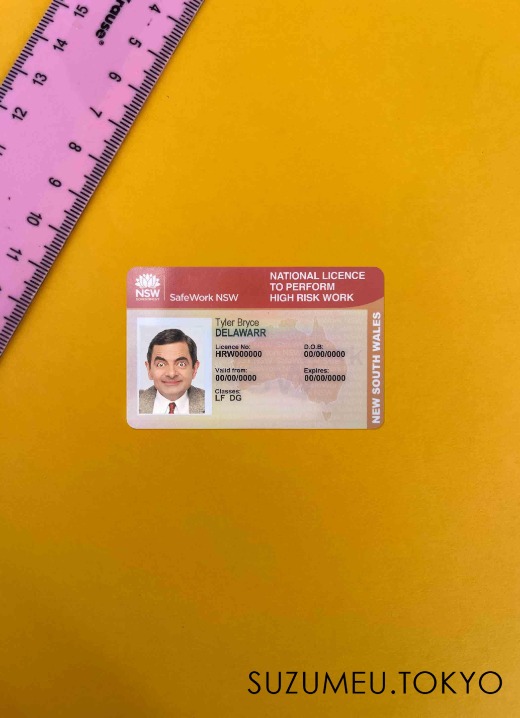 rause®
4
5
6
7
8
9
10
11
15
14
13
12
11
NSW
SafeWork NSW
NATIONAL LICENCE
TO PERFORM
HIGH RISK WORK
Tyler Bryce
DELAWARR
Licence No:
HRW000000
D.O.B:
00/00/0000
Valid from:
00/00/0000
Expires:
00/00/0000
Classes:
LF DG
NEW SOUTH WALES
SUZUMEU.TOKYO